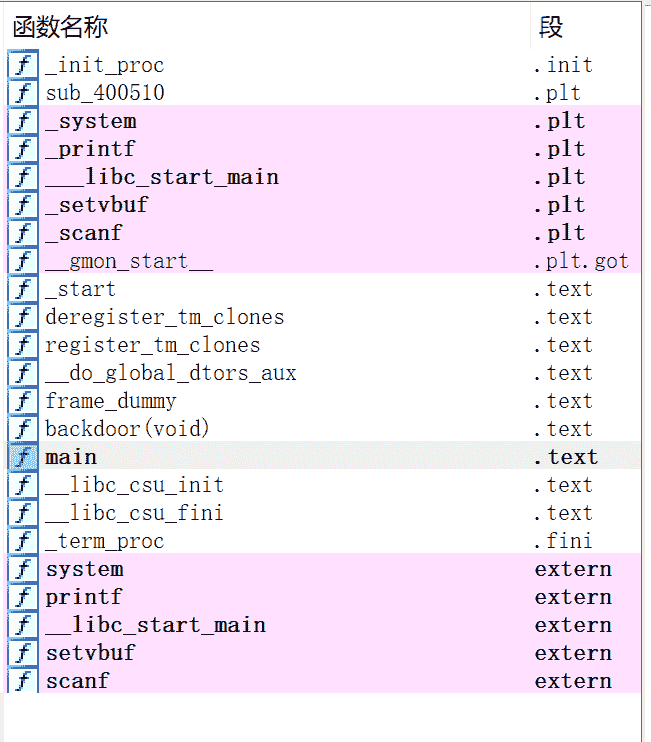 函数名称 段
f _init_proc .init
f sub_400510 .plt
f _system .plt
f _printf .plt
f ___libc_start_main .plt
f _setvbuf .plt
f _scanf .plt
f __gmon_start__ .plt.got
f _start .text
f deregister_tm_clones .text
f register_tm_clones .text
f __do_global_dtors_aux .text
f frame_dummy .text
f backdoor(void) .text
f main .text
f __libc_csu_init .text
f __libc_csu_fini .text
f _term_proc .fini
f system extern
f printf extern
f __libc_start_main extern
f setvbuf extern
f scanf extern